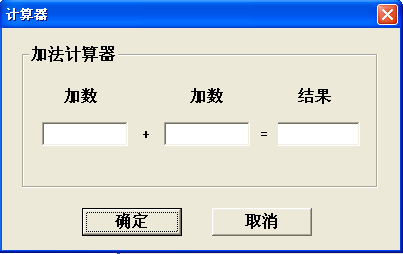 计算器
加法计算器
加数 加数 结果
+ =
确定 取消